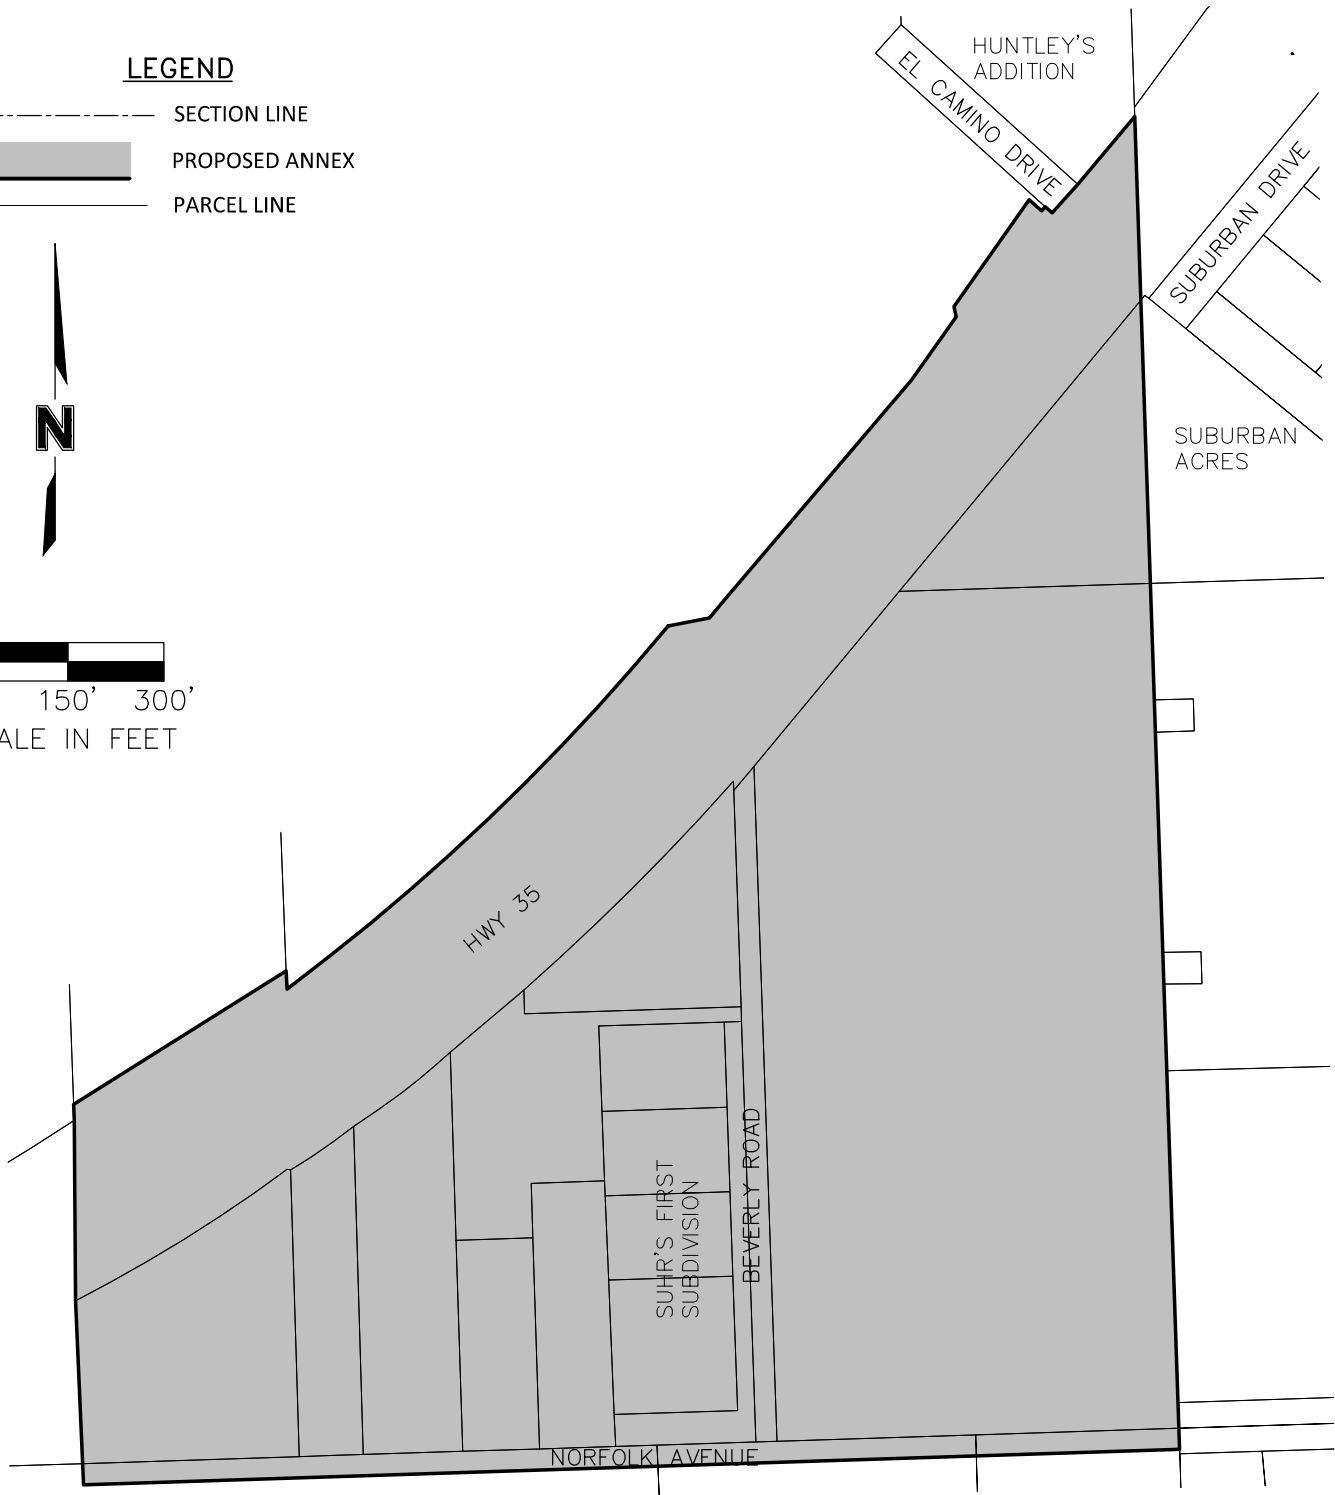 LEGEND
SECTION LINE
PROPOSED ANNEX
PARCEL LINE
N
150' 300'
ALE IN FEET
HUNTLEY'S
ADDITION
EL CAMINO DRIVE
SUBURBAN DRIVE
SUBURBAN
ACRES
HWY 35
SUHR'S FIRST
SUBDIVISION
BEVERLY ROAD
NORFOLK AVENUE